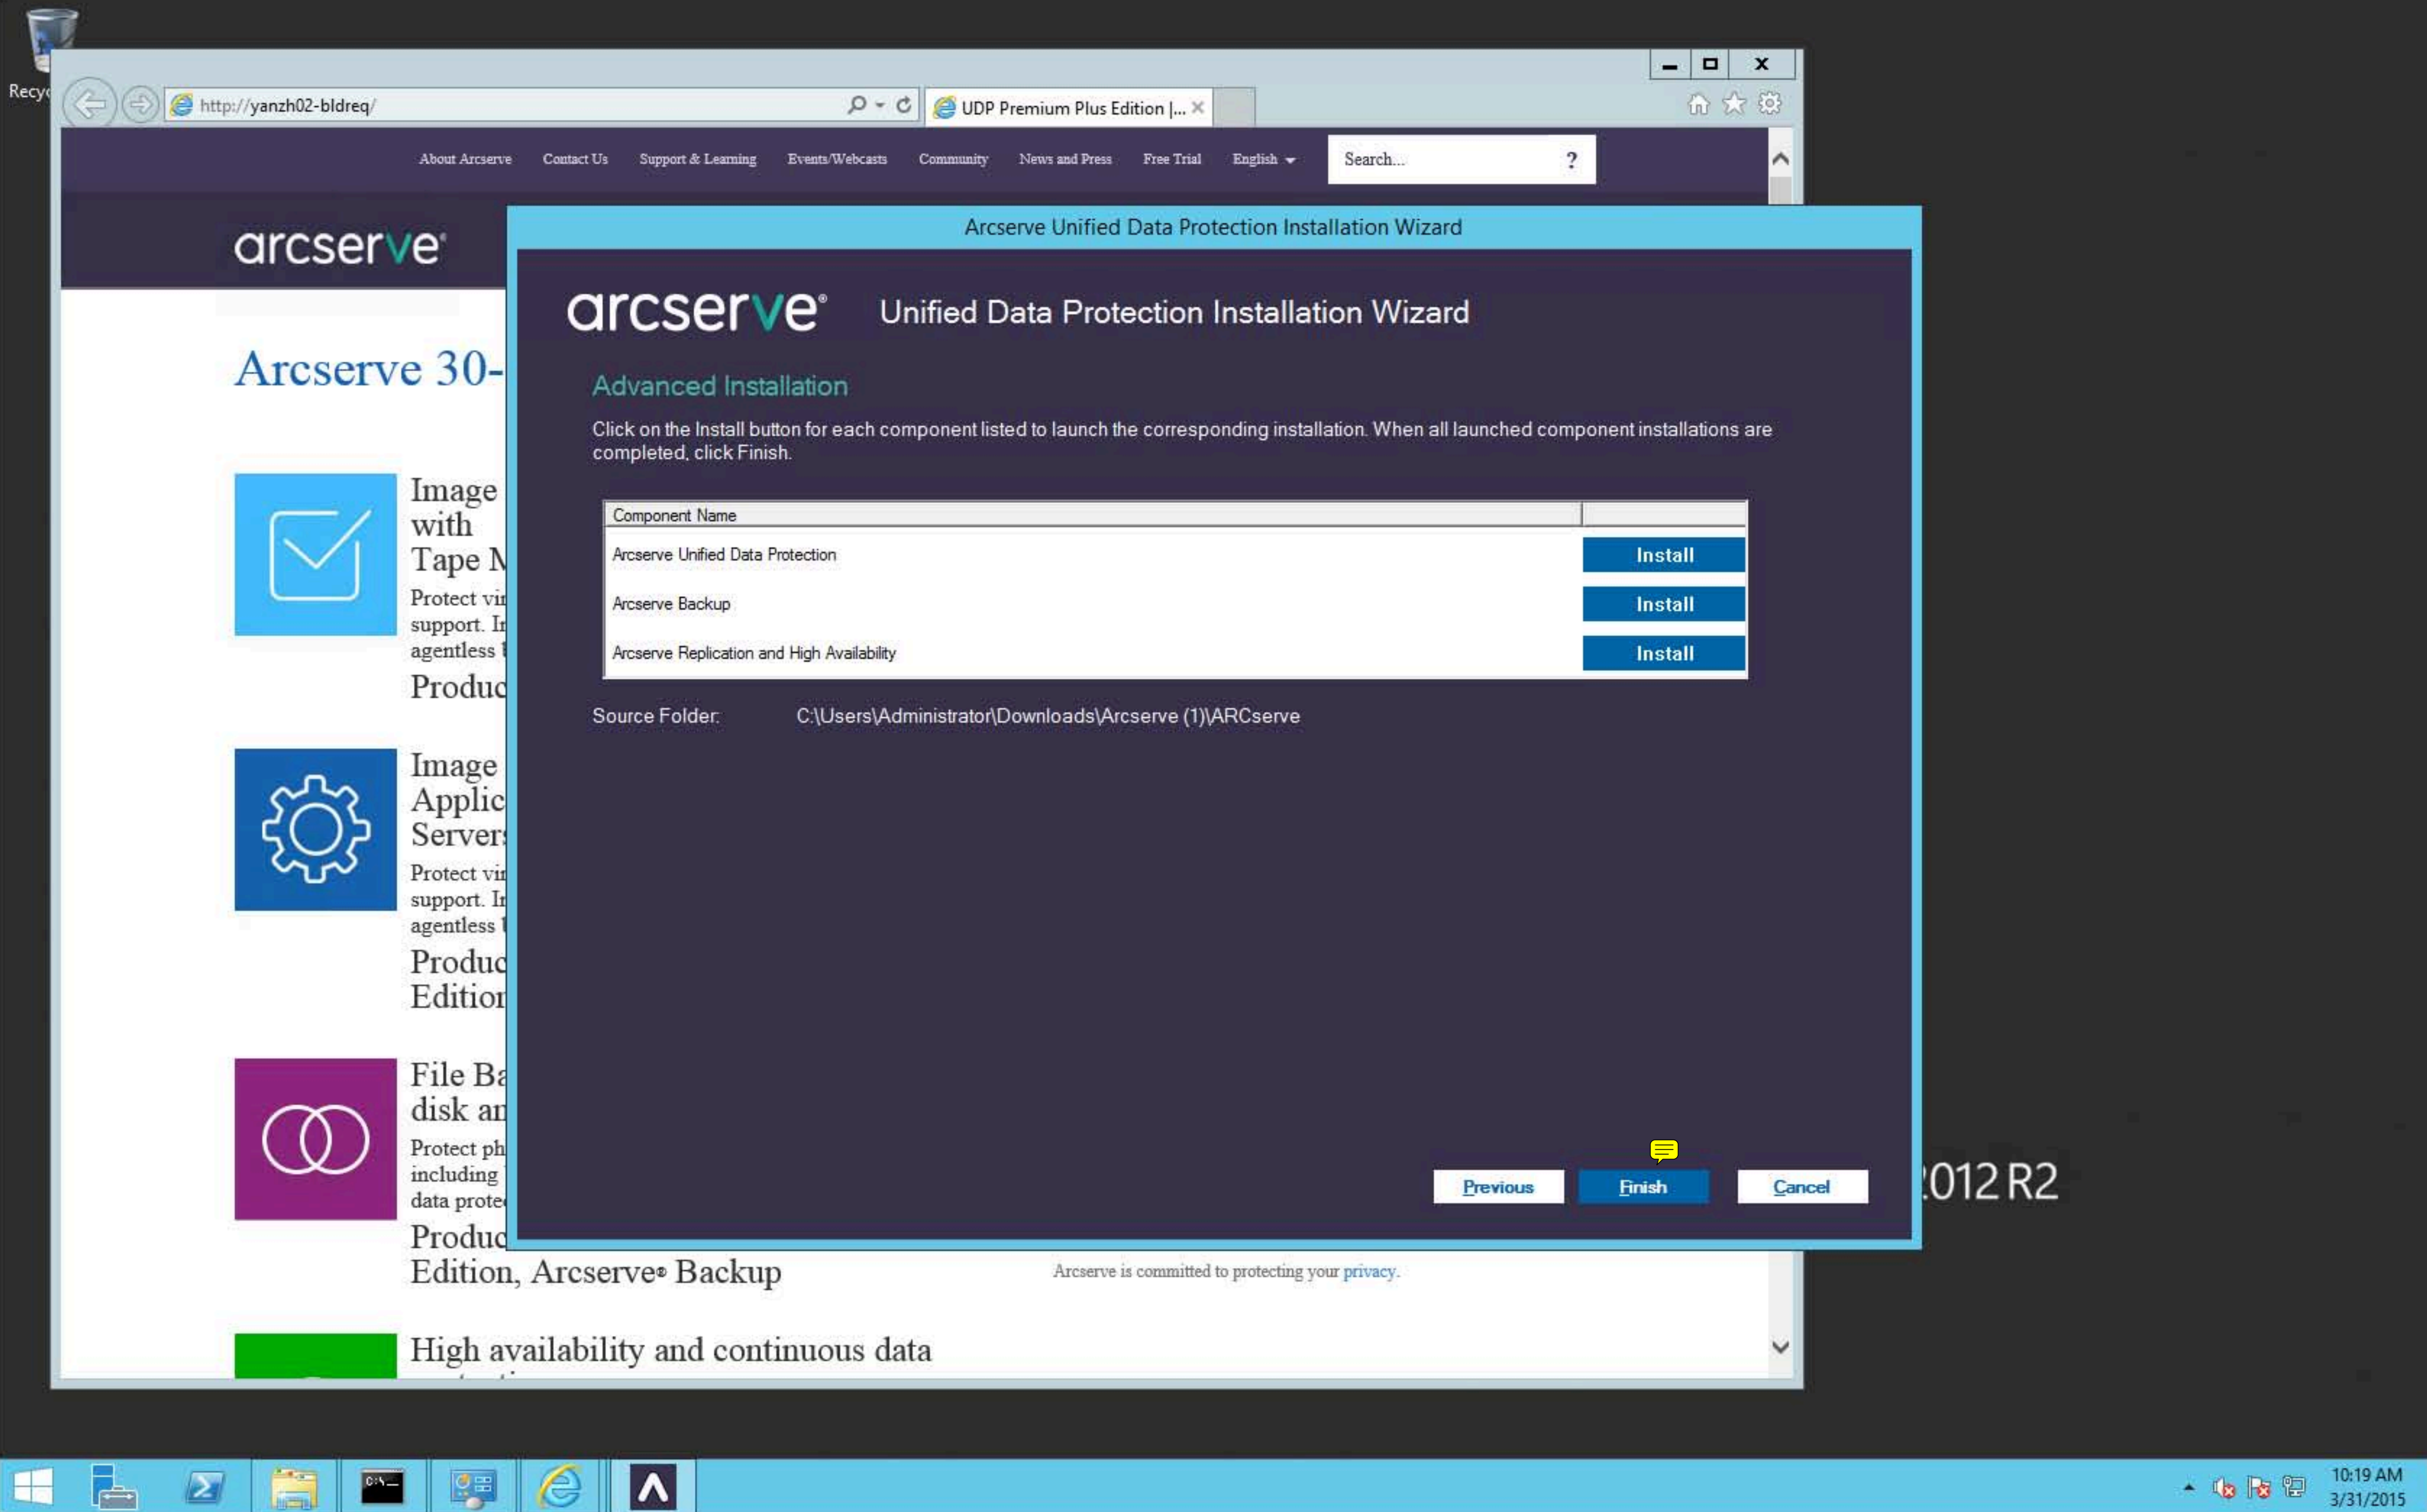 Recy
http://yanzh02-bldreq/
UDP Premium Plus Edition |...
About Arcserve Contact Us Support & Learning Events/Webcasts Community News and Press Free Trial English Search... ?
arcserve
Arcserve Unified Data Protection Installation Wizard
arcserve® Unified Data Protection Installation Wizard
Arcserve 30-
Advanced Installation
Click on the Install button for each component listed to launch the corresponding installation. When all launched component installations are
completed, click Finish.
Component Name
Arcserve Unified Data Protection Install
Arcserve Backup Install
Arcserve Replication and High Availability Install
Source Folder: C:\Users\Administrator\Downloads\Arcserve (1)\ARCserve
Previous Finish Cancel
Image
with
Tape M
Protect vir
support. In
agentless
Produc
Image
Applic
Servers
Protect vir
support. In
agentless
Produc
Edition
File Ba
disk an
Protect ph
including
data prote
Produc
Edition, Arcserve® Backup
Arcserve is committed to protecting your privacy.
High availability and continuous data
012 R2
C:\_
10:19 AM
3/31/2015